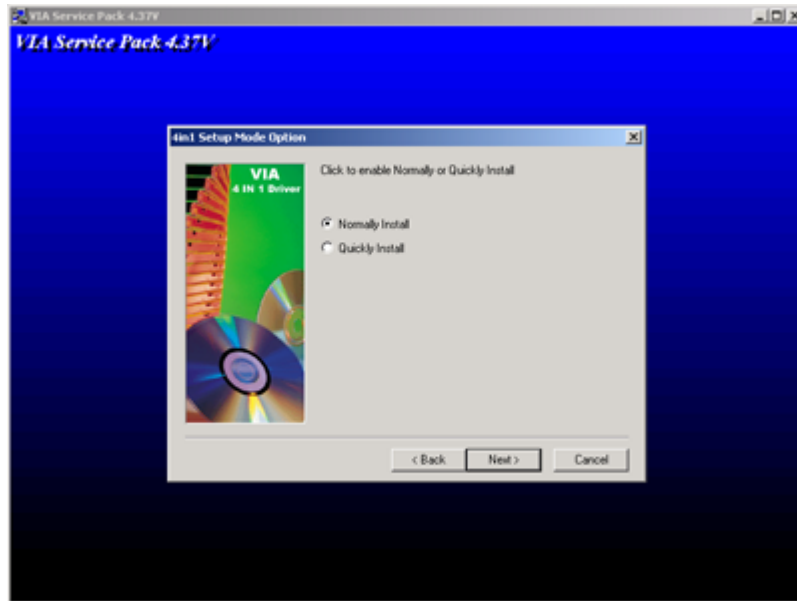 VIA Service Pack 4.37V
VIA Service Pack 4.37V
4in1 Setup Mode Option
VIA
4 IN 1 Driver
Click to enable Normally or Quickly Install
Normally Install
Quickly Install
< Back
Next >
Cancel